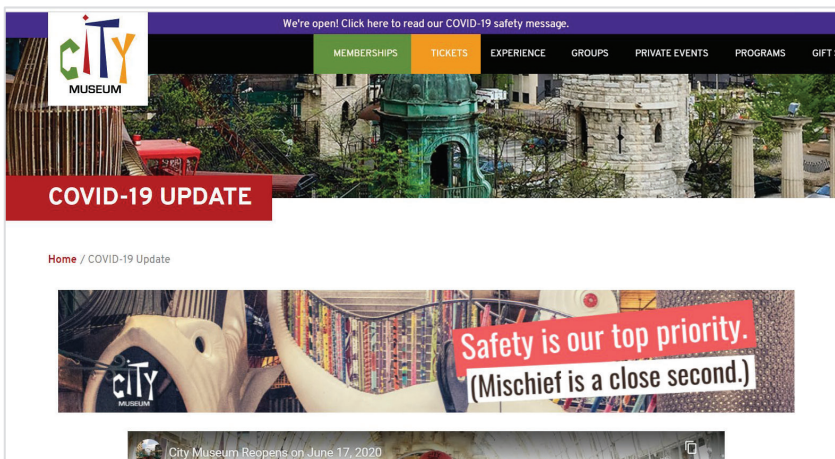 We're open! Click here to read our COVID-19 safety message.
CiTY
MUSEUM
MEMBERSHIPS TICKETS EXPERIENCE GROUPS PRIVATE EVENTS PROGRAMS GIFT
COVID-19 UPDATE
Home / COVID-19 Update
Safety is our top priority.
(Mischief is a close second.)
CiTY
MUSEUM
City Museum Reopens on June 17, 2020